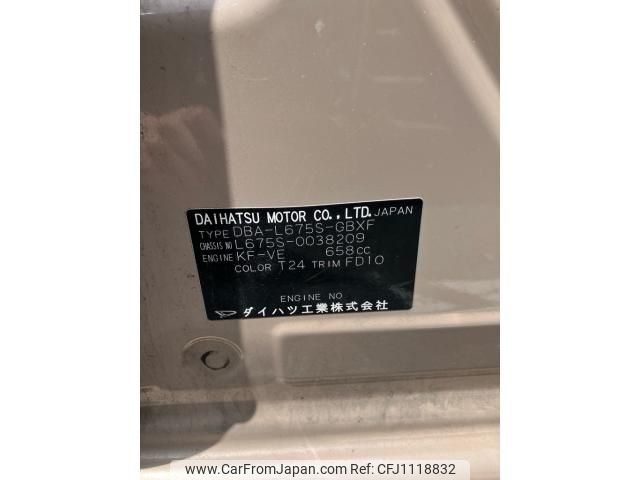 DAIHATSU MOTOR CO., LTD. JAPAN
TYPE DBA-L675S-GBXF
CHASSIS NO L675S-0038209
ENGINE KF-VE 658CC
COLOR T24 TRIM FD10
ENGINE NO
ダイハツ工業株式会社
www.CarFromJapan.com | © CarFromJapan - CFJ1118832